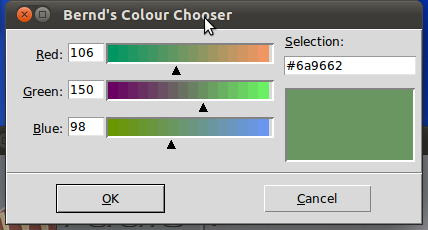 Bernd's Colour Chooser
Red: 106
Selection:
#6a9662
Green: 150
Blue: 98
OK
Cancel